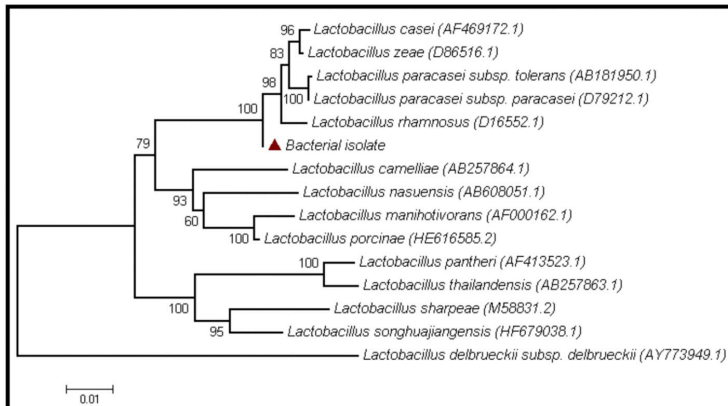 96
Lactobacillus casei (AF469172.1)
83
Lactobacillus zeae (D86516.1)
98
Lactobacillus paracasei subsp. tolerans (AB181950.1)
100
Lactobacillus paracasei subsp. paracasei (D79212.1)
100
Lactobacillus rhamnosus (D16552.1)
Bacterial isolate
79
Lactobacillus camelliae (AB257864.1)
93
Lactobacillus nasuensis (AB608051.1)
60
Lactobacillus manihotivorans (AF000162.1)
100
Lactobacillus porcinae (HE616585.2)
Lactobacillus pantheri (AF413523.1)
100
Lactobacillus thailandensis (AB257863.1)
100
Lactobacillus sharpeae (M58831.2)
95
Lactobacillus songhuajiangensis (HF679038.1)
Lactobacillus delbrueckii subsp. delbrueckii (AY773949.1)
0.01